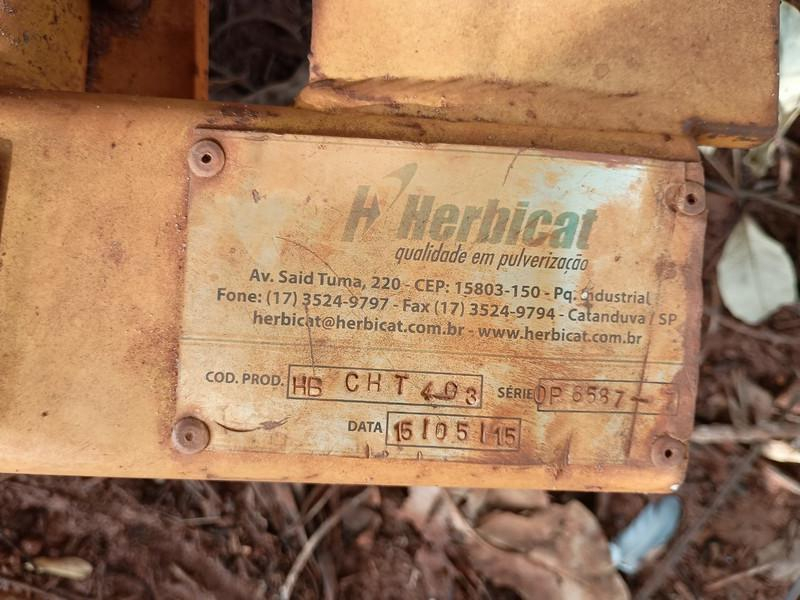 Herbicat
qualidade em pulverização
Av. Said Tuma, 220 - CEP: 15803-150 - Pq. Industrial
Fone: (17) 3524-9797 - Fax (17) 3524-9794 - Catanduva / SP
herbicat@herbicat.com.br - www.herbicat.com.br
COD. PROD. HB CHT 403 SÉRIE OP 6587-
DATA 15/05/15